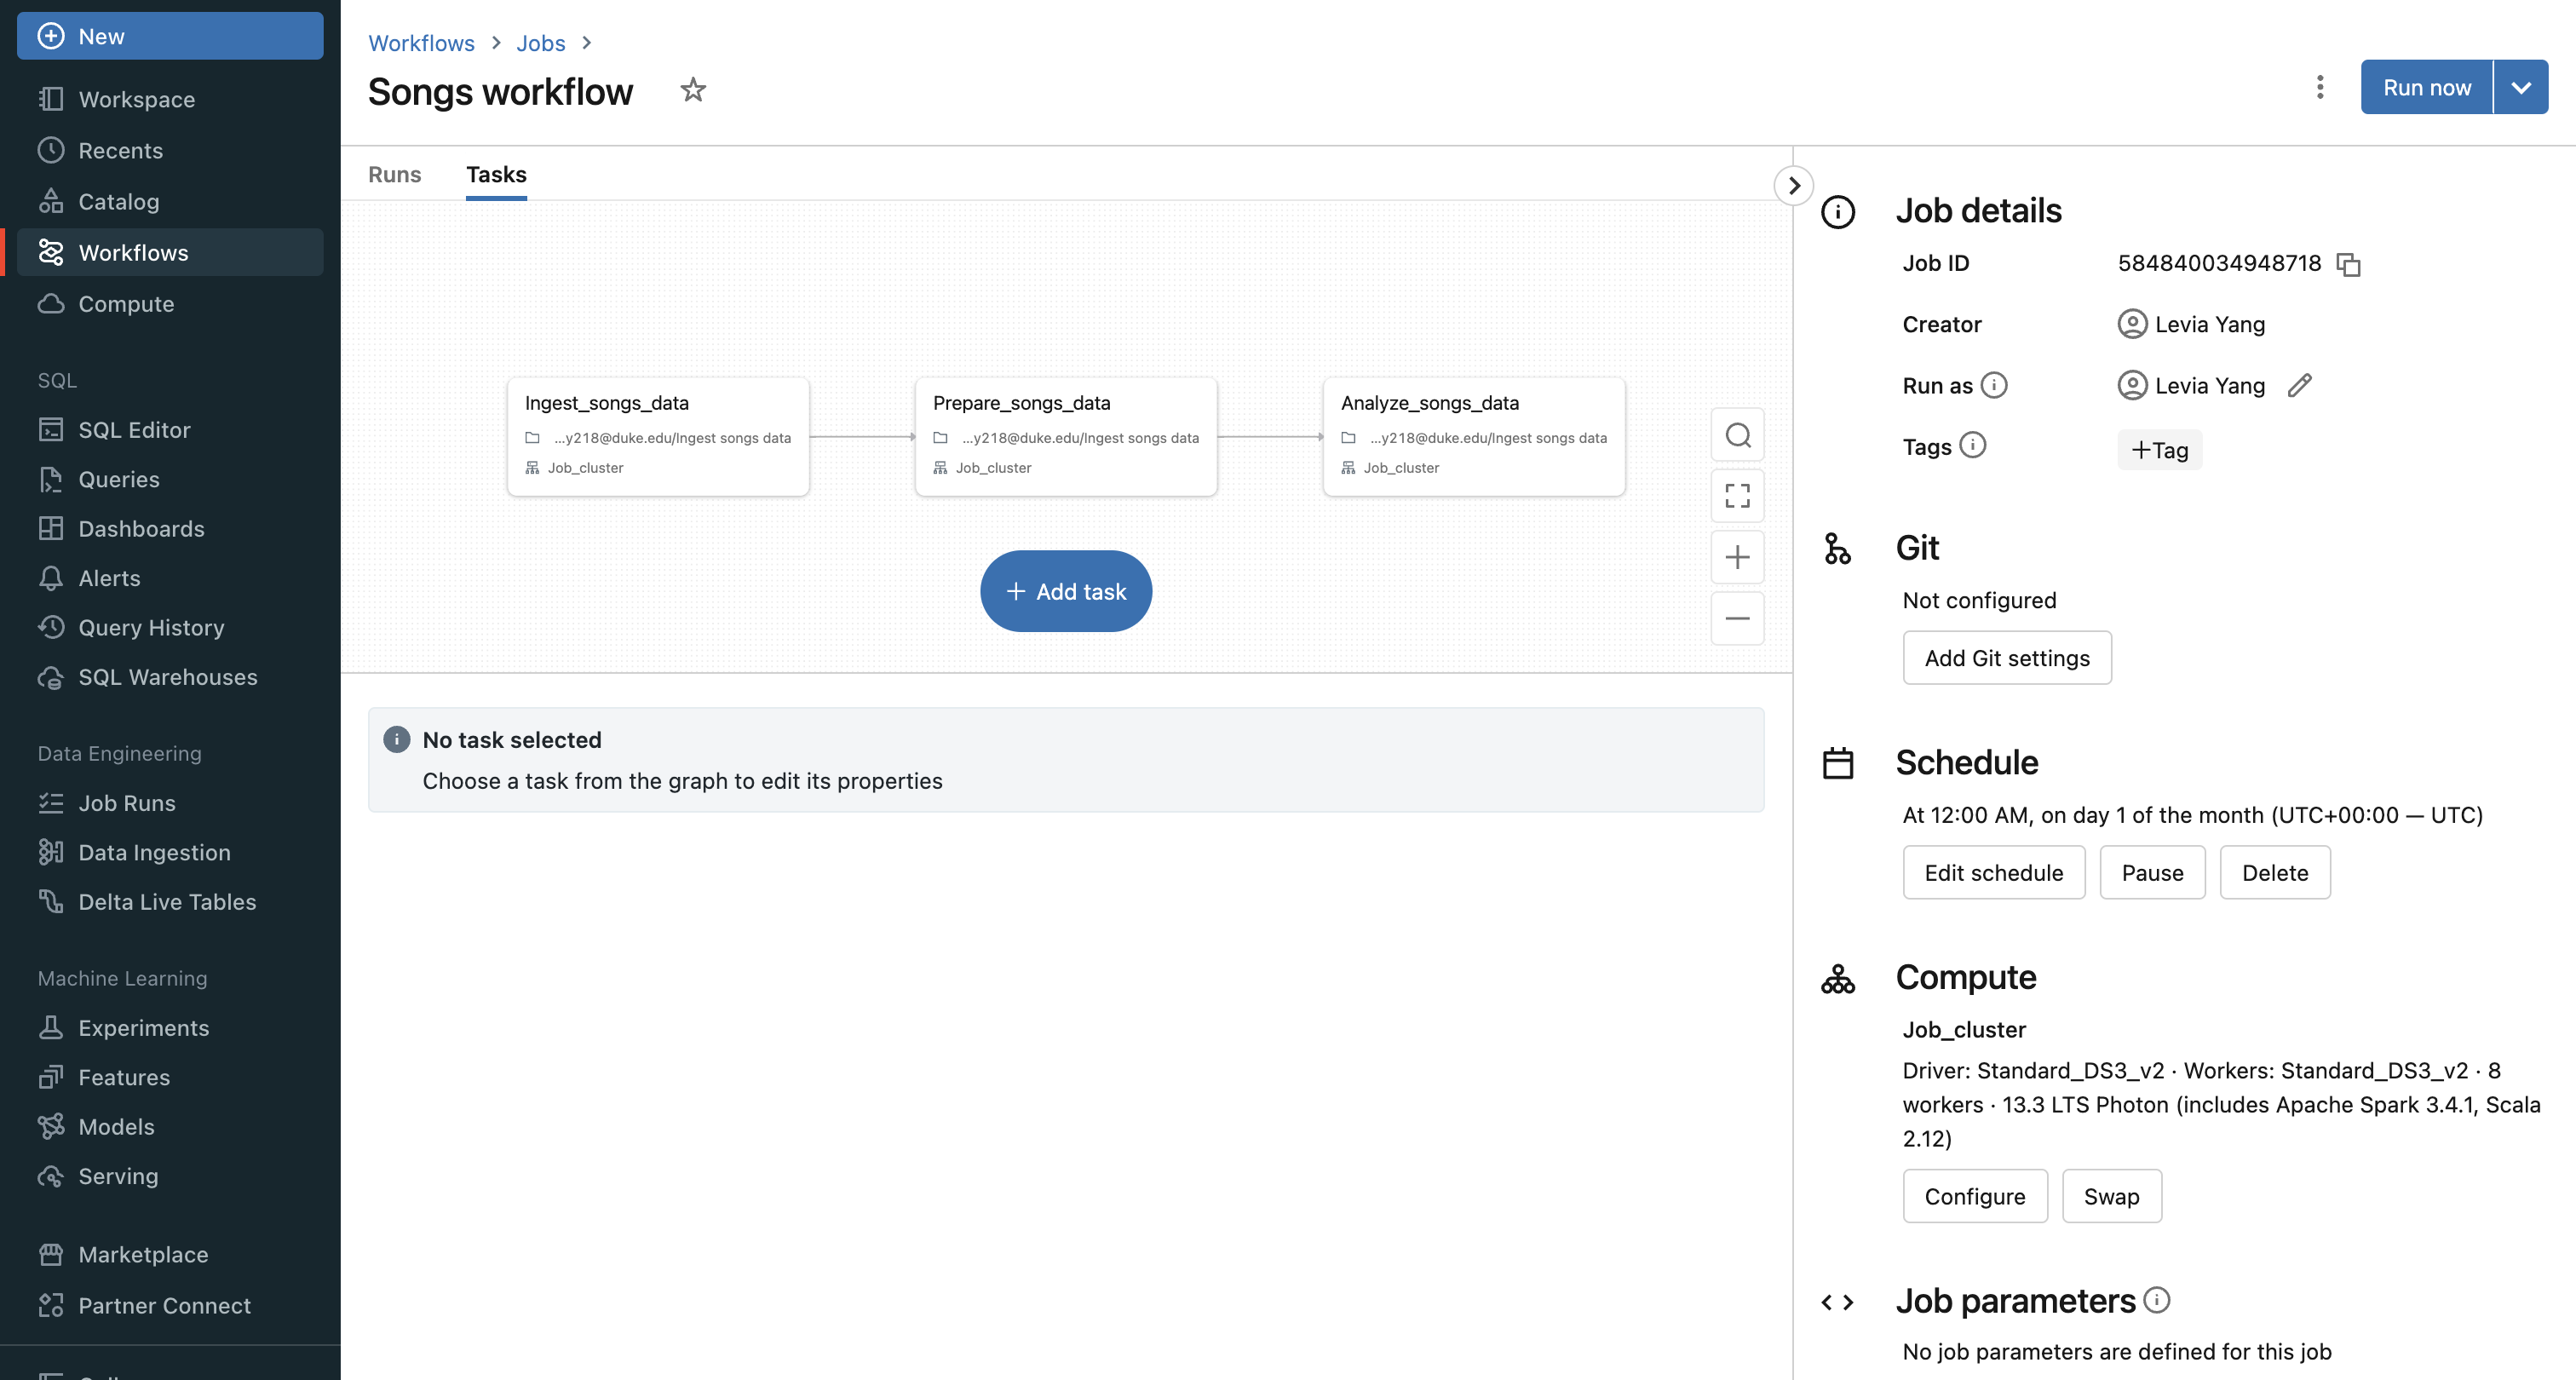 New
Workspace
Recents
Catalog
Workflows
Compute
SQL
SQL Editor
Queries
Dashboards
Alerts
Query History
SQL Warehouses
Data Engineering
Job Runs
Data Ingestion
Delta Live Tables
Machine Learning
Experiments
Features
Models
Serving
Marketplace
Partner Connect
Workflows > Jobs >
Songs workflow
Run now
Runs Tasks
Ingest_songs_data
...y218@duke.edu/Ingest songs data
Job_cluster
Prepare_songs_data
...y218@duke.edu/Ingest songs data
Job_cluster
Analyze_songs_data
...y218@duke.edu/Ingest songs data
Job_cluster
+ Add task
No task selected
Choose a task from the graph to edit its properties
Job details
Job ID 584840034948718
Creator Levia Yang
Run as Levia Yang
Tags +Tag
Git
Not configured
Add Git settings
Schedule
At 12:00 AM, on day 1 of the month (UTC+00:00 — UTC)
Edit schedule Pause Delete
Compute
Job_cluster
Driver: Standard_DS3_v2 · Workers: Standard_DS3_v2 · 8
workers · 13.3 LTS Photon (includes Apache Spark 3.4.1, Scala
2.12)
Configure Swap
Job parameters
No job parameters are defined for this job